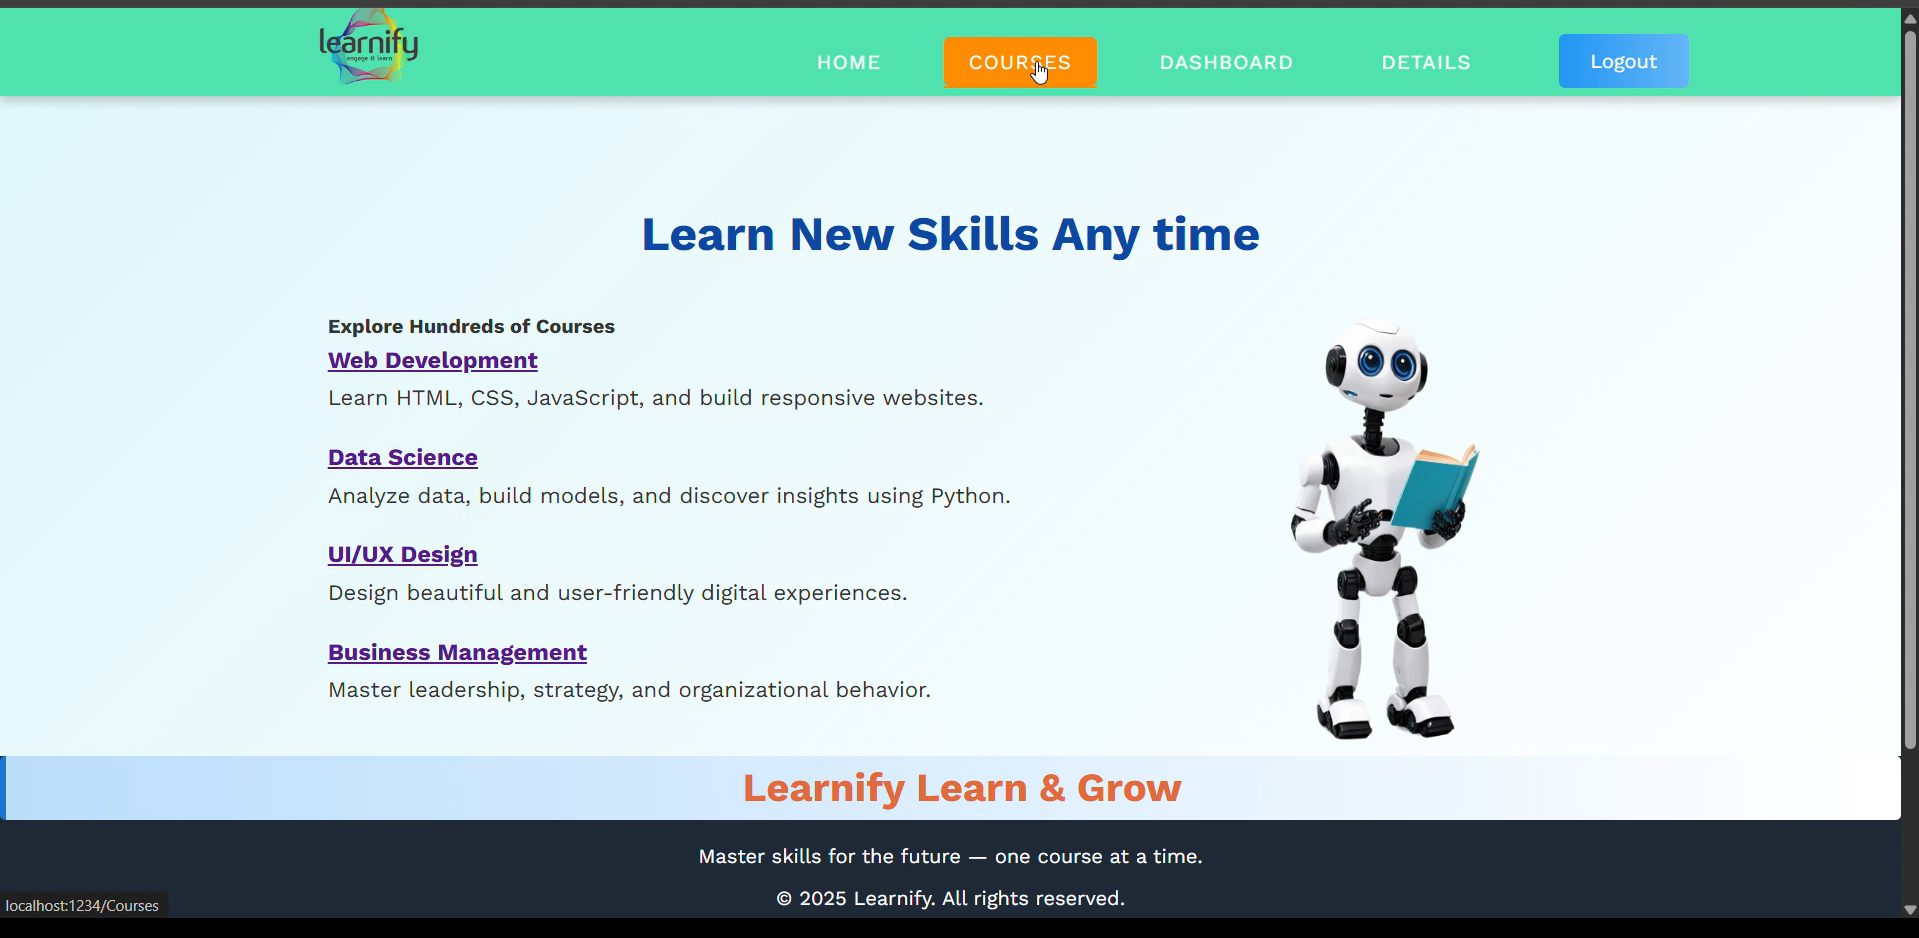 learnify
engage & learn
HOME
COURSES
DASHBOARD
DETAILS
Logout
Learn New Skills Any time
Explore Hundreds of Courses
Web Development
Learn HTML, CSS, JavaScript, and build responsive websites.
Data Science
Analyze data, build models, and discover insights using Python.
UI/UX Design
Design beautiful and user-friendly digital experiences.
Business Management
Master leadership, strategy, and organizational behavior.
Learnify Learn & Grow
Master skills for the future — one course at a time.
© 2025 Learnify. All rights reserved.
localhost:1234/Courses